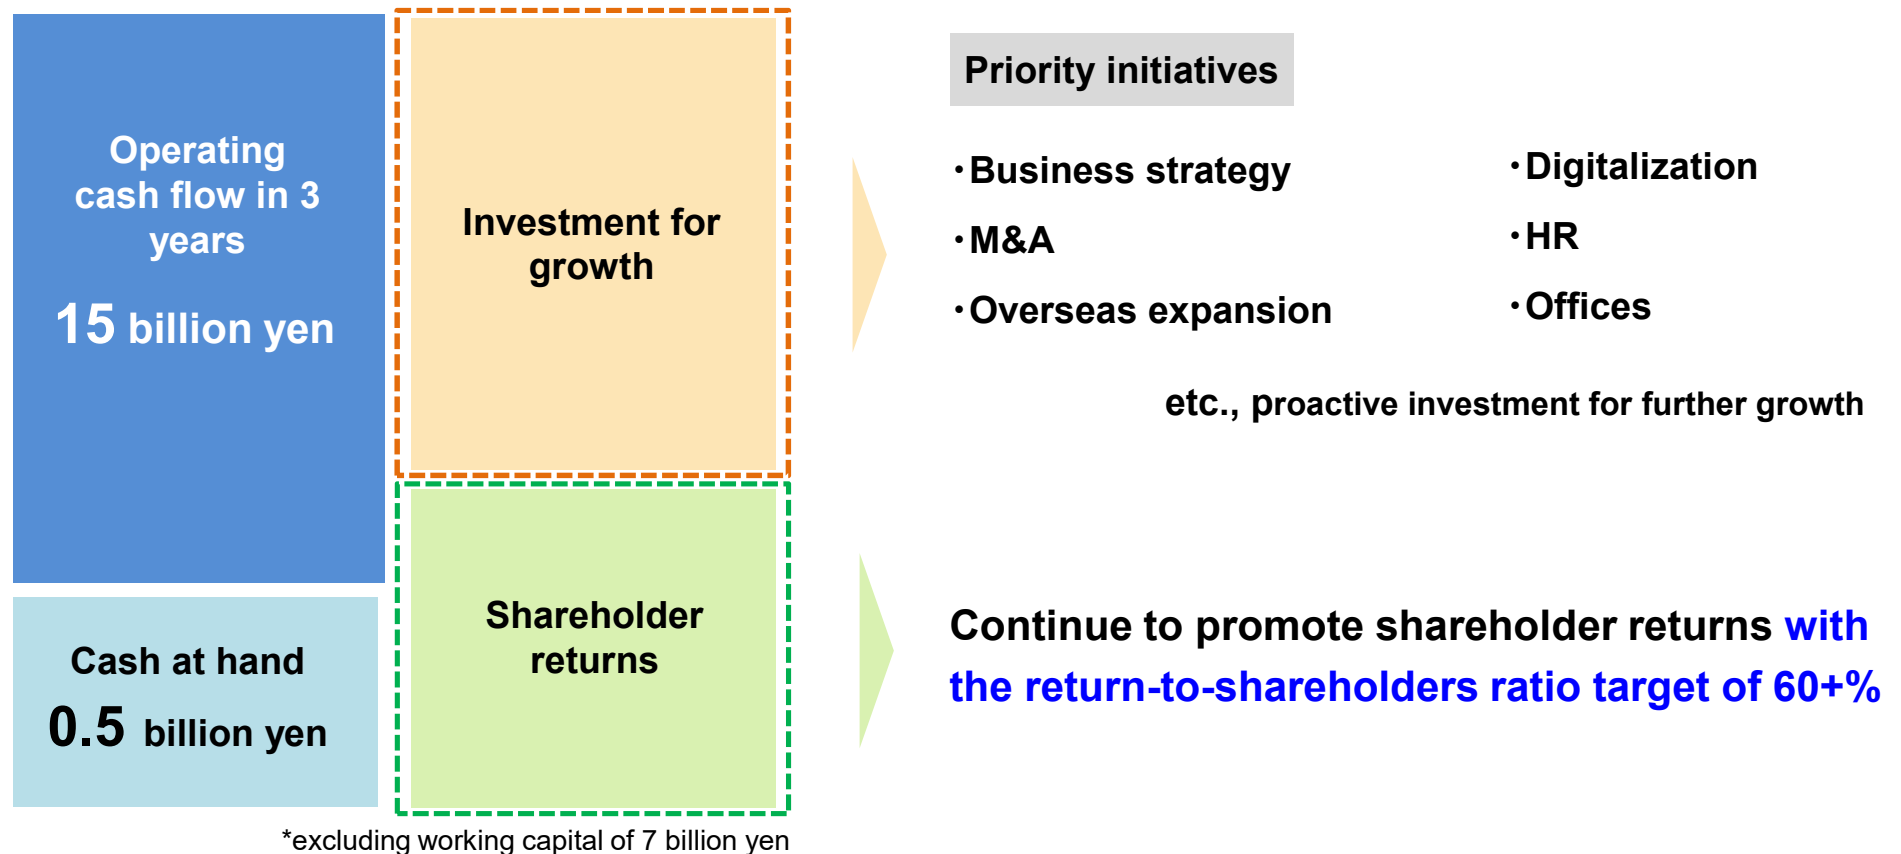 Operating
cash flow in 3
years
15 billion yen
Cash at hand
0.5 billion yen
Investment for
growth
Shareholder
returns
*excluding working capital of 7 billion yen
Priority initiatives
・Business strategy
・M&A
・Overseas expansion
・Digitalization
・HR
・Offices
etc., proactive investment for further growth
Continue to promote shareholder returns with
the return-to-shareholders ratio target of 60+%